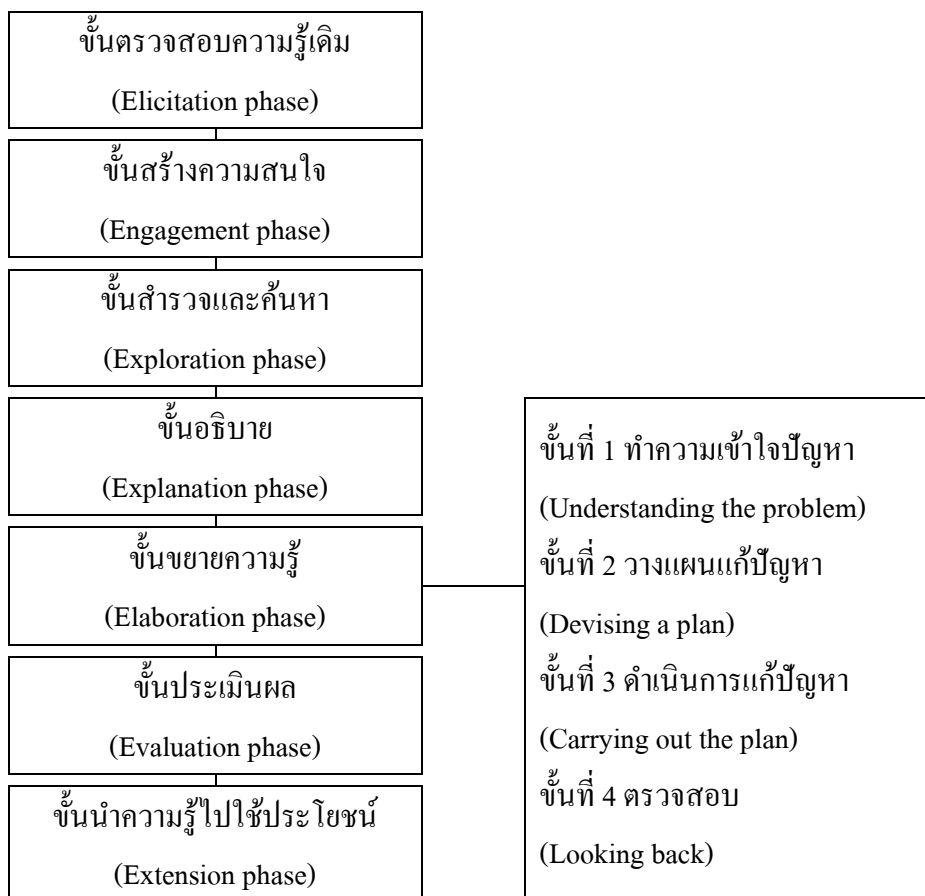 ขั้นตรวจสอบความรู้เดิม
(Elicitation phase)
ขั้นสร้างความสนใจ
(Engagement phase)
ขั้นสำรวจและค้นหา
(Exploration phase)
ขั้นอธิบาย
(Explanation phase)
ขั้นขยายความรู้
(Elaboration phase)
ขั้นประเมินผล
(Evaluation phase)
ขั้นนำความรู้ไปใช้ประโยชน์
(Extension phase)
ขั้นที่ 1 ทำความเข้าใจปัญหา
(Understanding the problem)
ขั้นที่ 2 วางแผนแก้ปัญหา
(Devising a plan)
ขั้นที่ 3 ดำเนินการแก้ปัญหา
(Carrying out the plan)
ขั้นที่ 4 ตรวจสอบ
(Looking back)